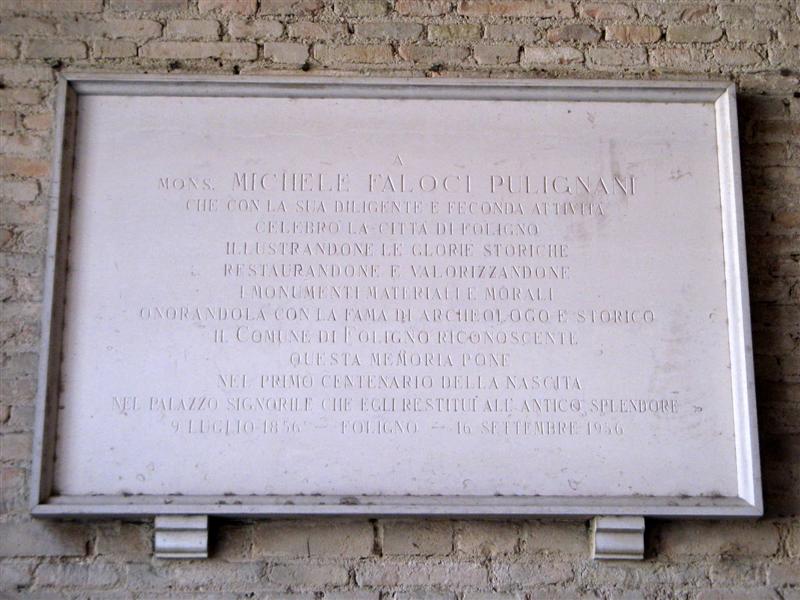 A
MONS. MICHELE FALOCI PULIGNANI
CHE CON LA SUA DILIGENTE E FECONDA ATTIVITÀ
CELEBRÒ LA CITTÀ DI FOLIGNO
ILLUSTRANDONE LE GLORIE STORICHE
RESTAURANDONE E VALORIZZANDONE
I MONUMENTI MATERIALI E MORALI
ONORANDOLA CON LA FAMA DI ARCHEOLOGO E STORICO
IL COMUNE DI FOLIGNO RICONOSCENTE
QUESTA MEMORIA PONE
NEL PRIMO CENTENARIO DELLA NASCITA
NEL PALAZZO SIGNORILE CHE EGLI RESTITUÌ ALL'ANTICO SPLENDORE
9 LUGLIO 1856 – FOLIGNO – 16 SETTEMBRE 1956